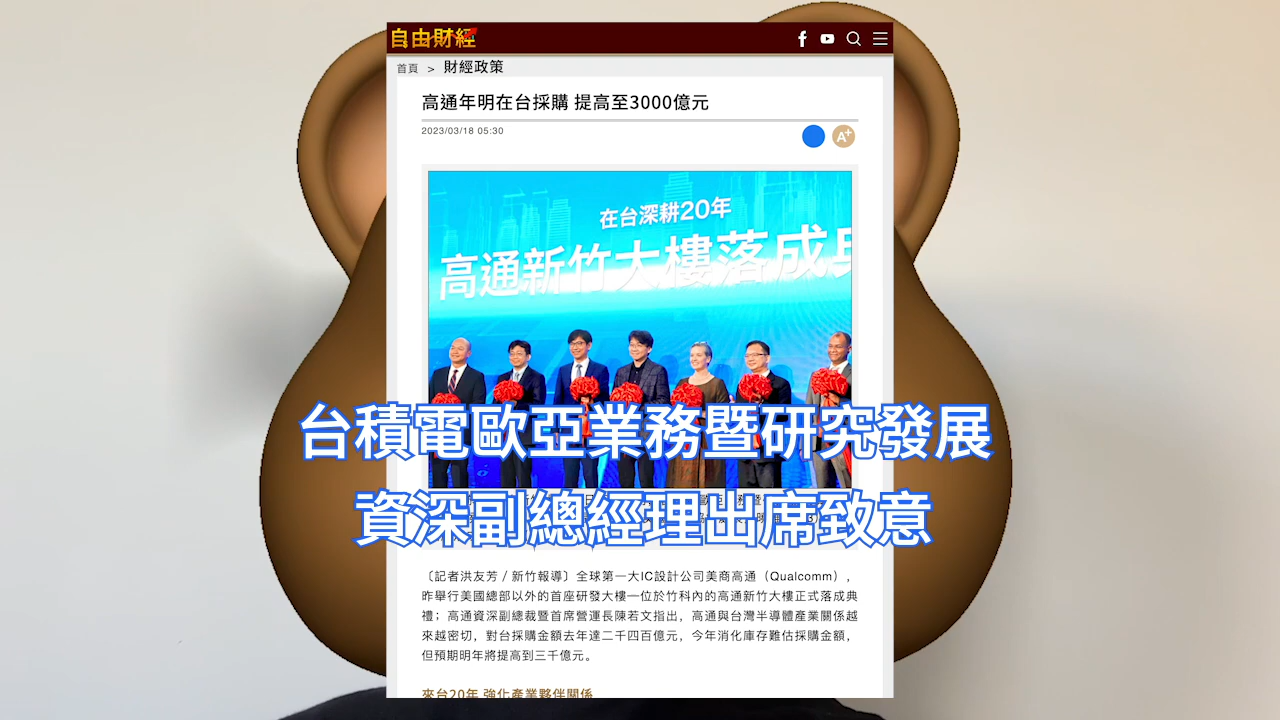 自由財經
首頁 > 財經政策
高通年明在台採購 提高至3000億元
2023/03/18 05:30
A+
在台深耕20年
高通新竹大樓落成典
台積電歐亞業務暨研究發展
資深副總經理出席致意
〔記者洪友芳/新竹報導〕全球第一大IC設計公司美商高通(Qualcomm),
昨舉行美國總部以外的首座研發大樓—位於竹科內的高通新竹大樓正式落成典
禮;高通資深副總裁暨首席營運長陳若文指出,高通與台灣半導體產業關係越
來越密切,對台採購金額去年達二千四百億元,今年消化庫存難估採購金額,
但預期明年將提高到三千億元。
來台20年 強化產業夥伴關係